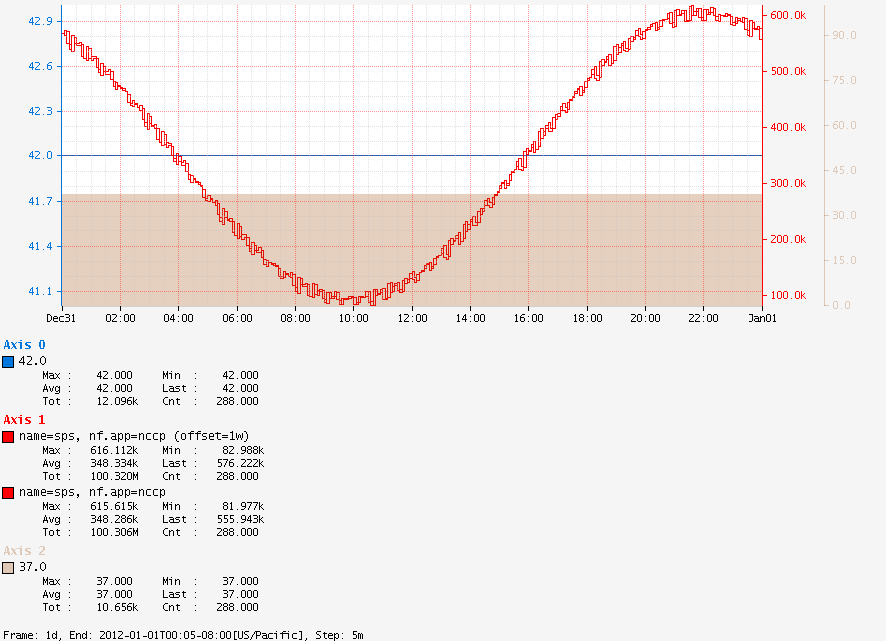 42.9
42.6
42.3
42.0
41.7
41.4
41.1
600.0k
500.0k
400.0k
300.0k
200.0k
100.0k
90.0
75.0
60.0
45.0
30.0
15.0
0.0
Dec31 02:00 04:00 06:00 08:00 10:00 12:00 14:00 16:00 18:00 20:00 22:00 Jan01
Axis 0
42.0
Max : 42.000 Min : 42.000
Avg : 42.000 Last : 42.000
Tot : 12.096k Cnt : 288.000
Axis 1
name=sps, nf.app=nccp (offset=1w)
Max : 616.112k Min : 82.988k
Avg : 348.334k Last : 576.222k
Tot : 100.320M Cnt : 288.000
name=sps, nf.app=nccp
Max : 615.615k Min : 81.977k
Avg : 348.286k Last : 555.943k
Tot : 100.306M Cnt : 288.000
Axis 2
37.0
Max : 37.000 Min : 37.000
Avg : 37.000 Last : 37.000
Tot : 10.656k Cnt : 288.000
Frame: 1d, End: 2012-01-01T00:05-08:00[US/Pacific], Step: 5m